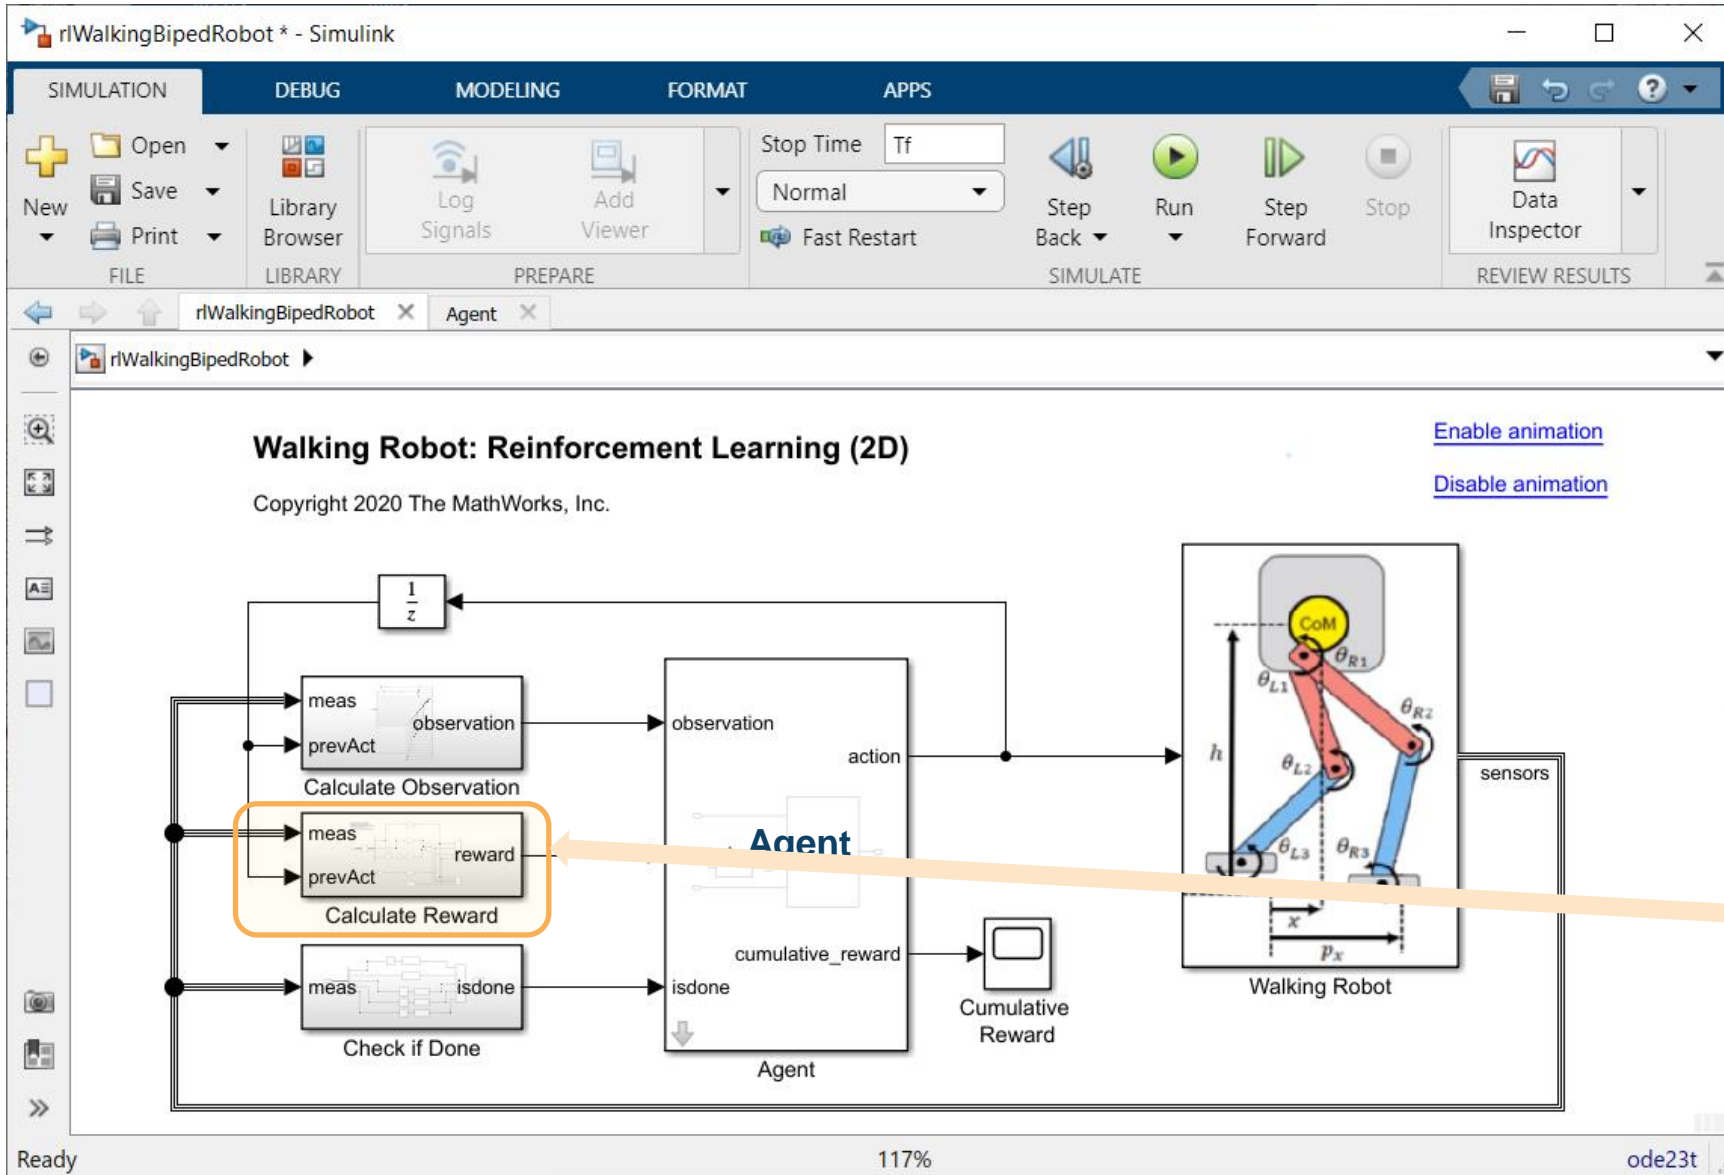 rlWalkingBipedRobot * - Simulink
SIMULATION DEBUG MODELING FORMAT APPS
New
Open
Save
Print
FILE
Library
Browser
LIBRARY
Log
Signals
Add
Viewer
PREPARE
Stop Time Tf
Normal
Fast Restart
Step
Back
Run
Step
Forward
Stop
SIMULATE
Data
Inspector
REVIEW RESULTS
rlWalkingBipedRobot Agent
rlWalkingBipedRobot
Walking Robot: Reinforcement Learning (2D)
Copyright 2020 The MathWorks, Inc.
Enable animation
Disable animation
1
z
meas
prevAct
observation
Calculate Observation
meas
prevAct
reward
Calculate Reward
meas
isdone
Check if Done
observation
action
Agent
cumulative_reward
isdone
Agent
Cumulative
Reward
CoM
θR1
θL1
θR2
h
θL2
θL3
θR3
x
px
Walking Robot
sensors
Ready 117% ode23t